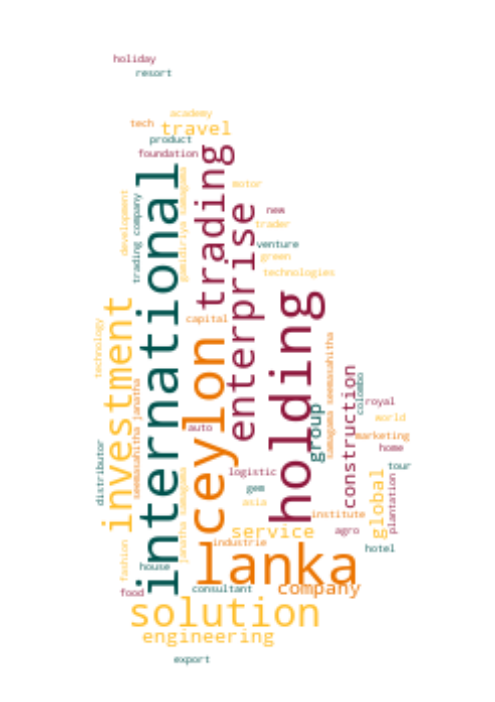 holiday
resort
academy
tech
travel
product
foundation
trading
international
motor
development
trading company
gamidiriya samagama
enterprise
new
trader
venture
green
technologies
holding
investment
capital
technology
ceylon
samagama seemasahitha
construction
colombo
seemasahitha janatha
royal
group
world
auto
marketing
distributor
home
logistic
tour
janatha samagama
global
plantation
gem
asia
institute
service
agro
industrie
hotel
fashion
lanka
house
food
consultant
company
solution
engineering
export